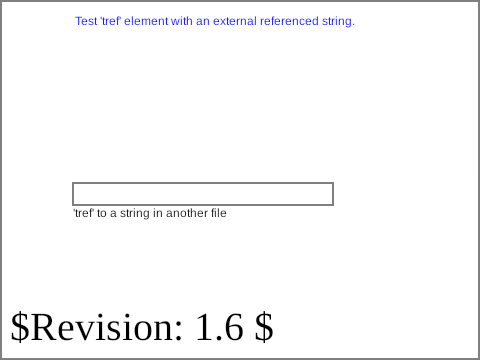 Test 'tref' element with an external referenced string.
'tref' to a string in another file
$Revision: 1.6 $